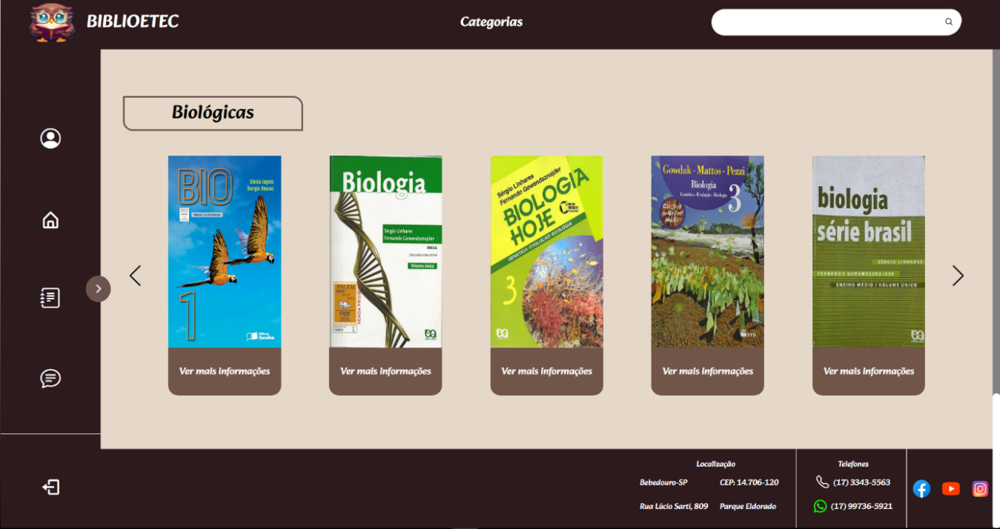 BIBLIOETEC
Categorias
Biológicas
BIO
Sônia Lopes
Sergio Rosso
1
Saraiva
Biologia
Sérgio Linhares
Fernando Gewandsznajder
Volume único
VENDA PROIBIDA
Sérgio Linhares
Fernando Gewandsznajder
BIOLOGIA
HOJE
GENÉTICA · EVOLUÇÃO · ECOLOGIA
3
Gowdak · Mattos · Pezzi
Biologia
Genética · Evolução · Ecologia
3
FTD
biologia
série brasil
SÉRGIO LINHARES
FERNANDO GEWANDSZNAJDER
ENSINO MÉDIO / VOLUME ÚNICO
Ver mais informações
Ver mais informações
Ver mais informações
Ver mais informações
Ver mais informações
Localização
Bebedouro-SP
CEP: 14.706-120
Rua Lúcio Sarti, 809
Parque Eldorado
Telefones
(17) 3343-5563
(17) 99736-5921